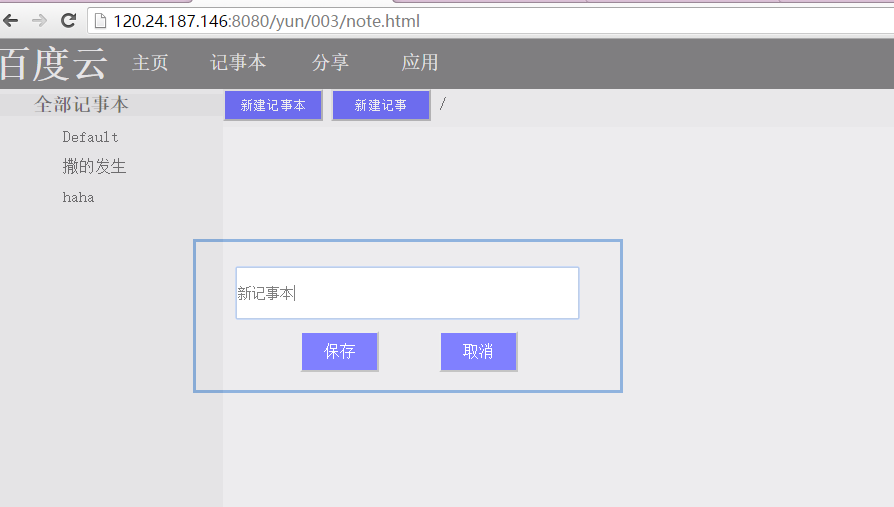 120.24.187.146:8080/yun/003/note.html
百度云 主页 记事本 分享 应用
全部记事本 新建记事本 新建记事 /
Default
撒的发生
haha
新记事本
保存 取消